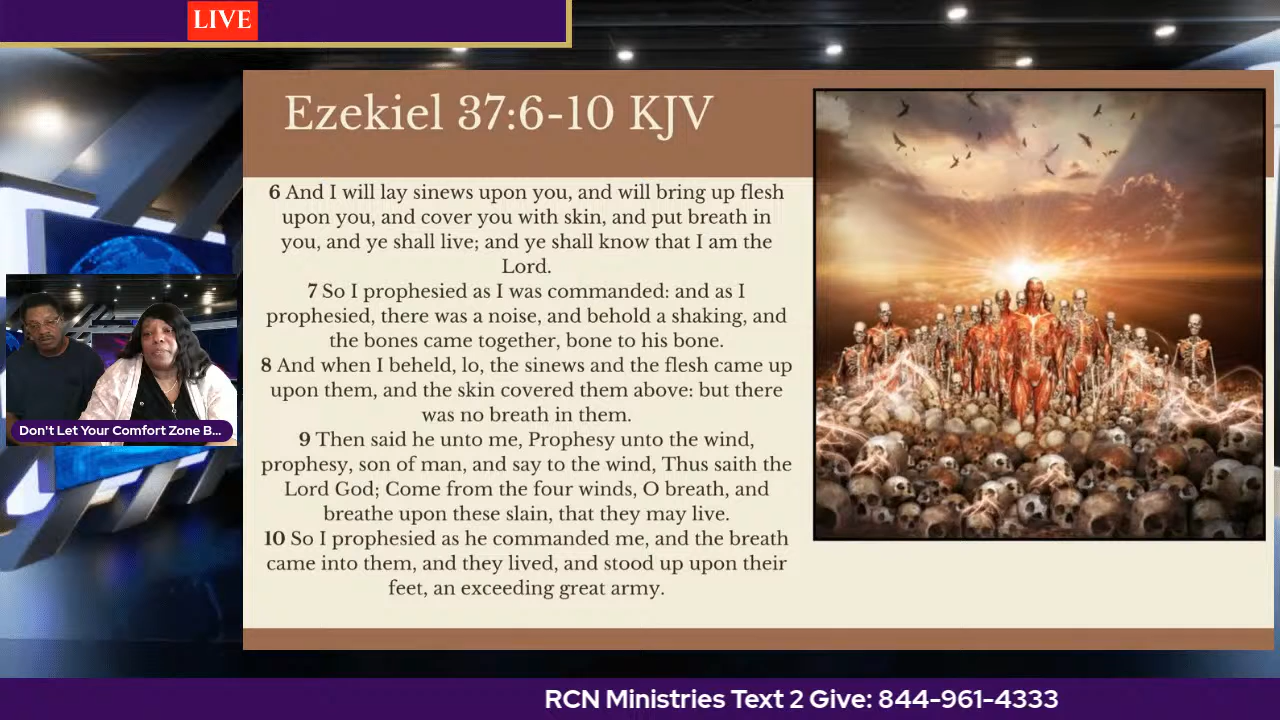 LIVE
Ezekiel 37:6-10 KJV
6 And I will lay sinews upon you, and will bring up flesh
upon you, and cover you with skin, and put breath in
you, and ye shall live; and ye shall know that I am the
Lord.
7 So I prophesied as I was commanded: and as I
prophesied, there was a noise, and behold a shaking, and
the bones came together, bone to his bone.
8 And when I beheld, lo, the sinews and the flesh came up
upon them, and the skin covered them above: but there
was no breath in them.
9 Then said he unto me, Prophesy unto the wind,
prophesy, son of man, and say to the wind, Thus saith the
Lord God; Come from the four winds, O breath, and
breathe upon these slain, that they may live.
10 So I prophesied as he commanded me, and the breath
came into them, and they lived, and stood up upon their
feet, an exceeding great army.
Don't Let Your Comfort Zone B...
RCN Ministries Text 2 Give: 844-961-4333